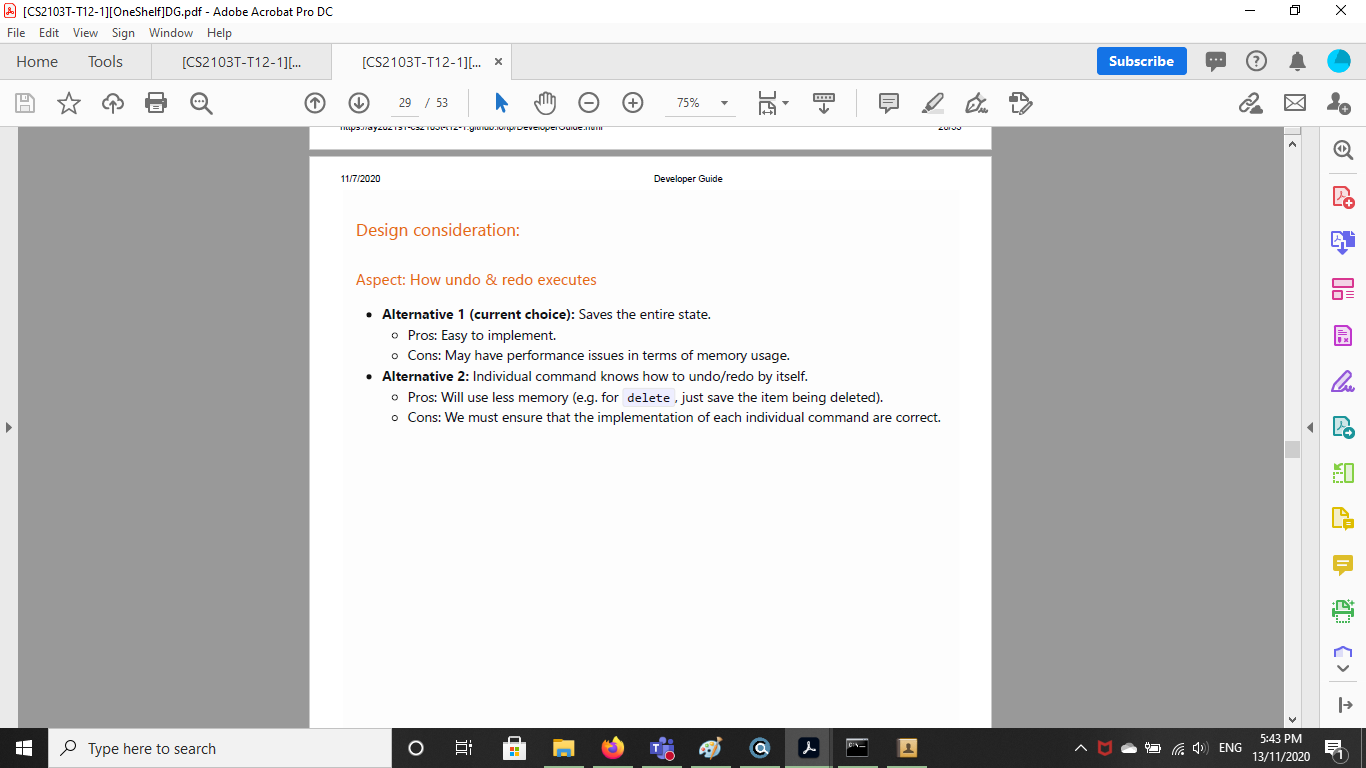 [CS2103T-T12-1][OneShelf]DG.pdf - Adobe Acrobat Pro DC
File Edit View Sign Window Help
Home Tools [CS2103T-T12-1][... [CS2103T-T12-1][... ×
Subscribe
29 / 53 75%
11/7/2020 Developer Guide
Design consideration:
Aspect: How undo & redo executes
Alternative 1 (current choice): Saves the entire state.
Pros: Easy to implement.
Cons: May have performance issues in terms of memory usage.
Alternative 2: Individual command knows how to undo/redo by itself.
Pros: Will use less memory (e.g. for delete, just save the item being deleted).
Cons: We must ensure that the implementation of each individual command are correct.
Type here to search
ENG
5:43 PM
13/11/2020
1